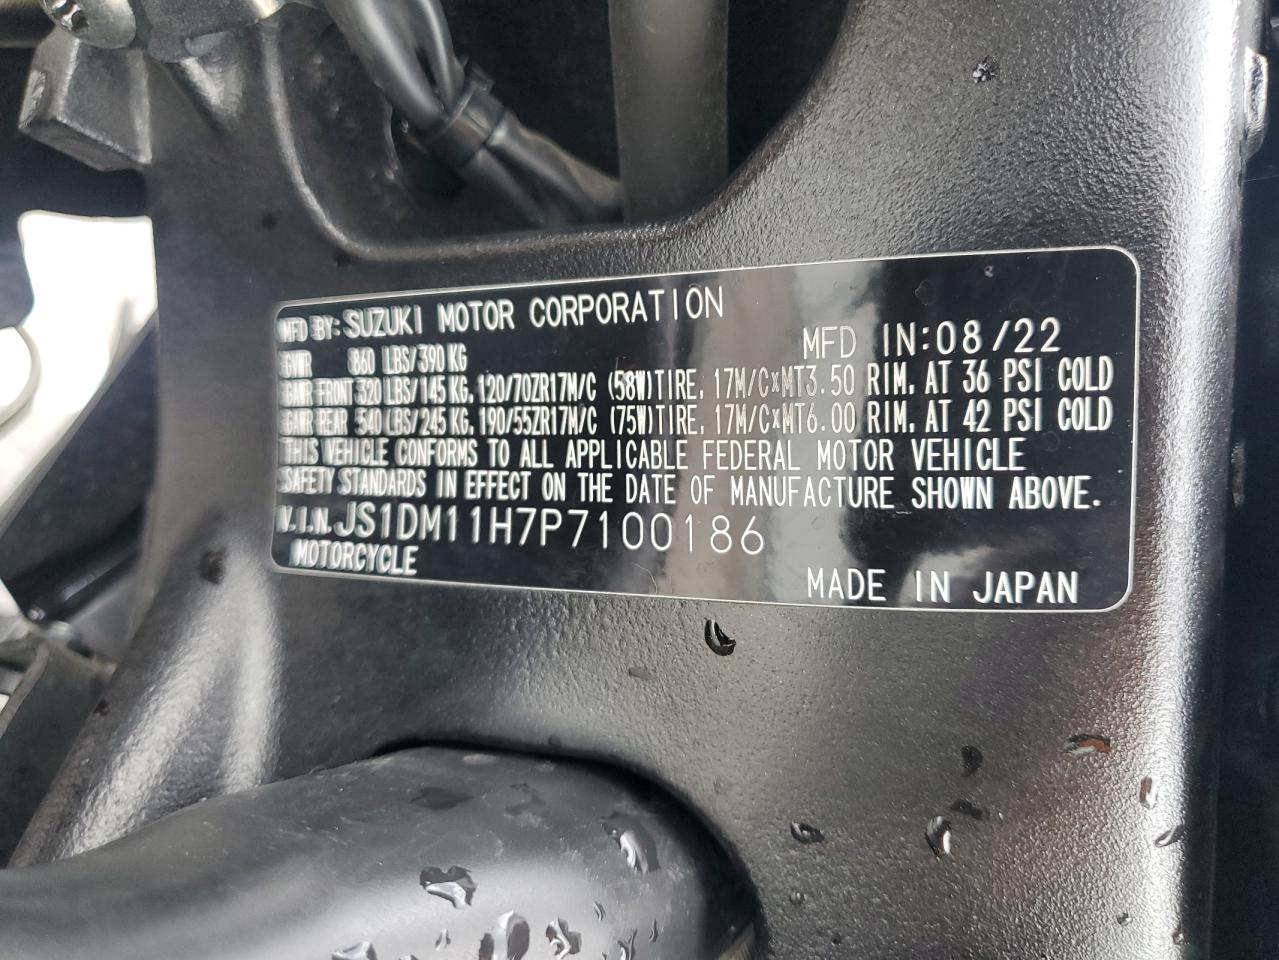 MFD BY: SUZUKI MOTOR CORPORATION
MFD IN: 08/22
GVWR 860 LBS/390 KG
GAWR FRONT 320 LBS/145 KG, 120/70ZR17M/C (58W)TIRE, 17M/C×MT3.50 RIM, AT 36 PSI COLD
GAWR REAR 540 LBS/245 KG, 190/55ZR17M/C (75W)TIRE, 17M/C×MT6.00 RIM, AT 42 PSI COLD
THIS VEHICLE CONFORMS TO ALL APPLICABLE FEDERAL MOTOR VEHICLE
SAFETY STANDARDS IN EFFECT ON THE DATE OF MANUFACTURE SHOWN ABOVE.
V.I.N. JS1DM11H7P7100186
MOTORCYCLE
MADE IN JAPAN